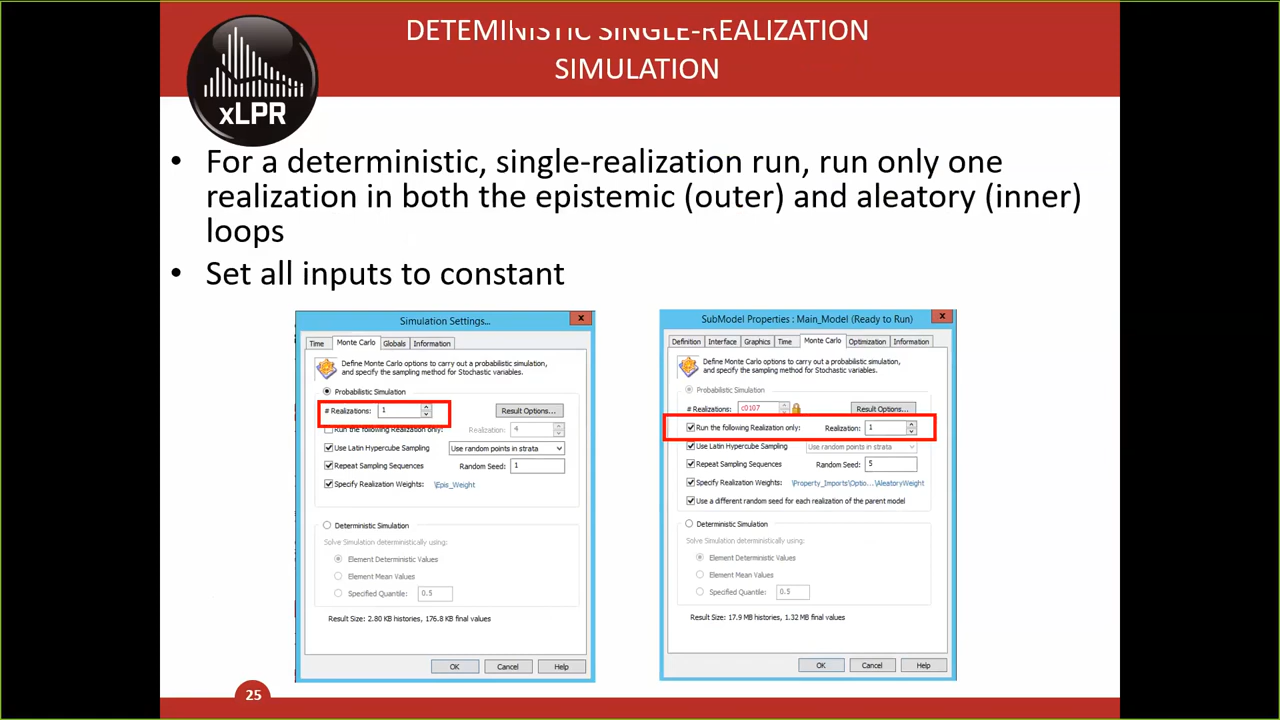 DETEMINISTIC SINGLE-REALIZATION
SIMULATION
xLPR
• For a deterministic, single-realization run, run only one
realization in both the epistemic (outer) and aleatory (inner)
loops
• Set all inputs to constant
Simulation Settings...
x
Time Monte Carlo Globals Information
Define Monte Carlo options to carry out a probabilistic simulation,
and specify the sampling method for Stochastic variables.
Probabilistic Simulation
# Realizations: 1 Result Options...
Run the following Realization only: 4
Use Latin Hypercube Sampling Use random points in strata
Repeat Sampling Sequences Random Seed: 1
Specify Realization Weights: \Epis_Weight
Deterministic Simulation
Solve Simulation deterministically using:
Element Deterministic Values
Element Mean Values
Specified Quantile: 0.5
Result Size: 2.80 KB histories, 176.8 KB final values
OK Cancel Help
SubModel Properties : Main_Model (Ready to Run)
x
Definition Interface Graphics Time Monte Carlo Optimization Information
Define Monte Carlo options to carry out a probabilistic simulation,
and specify the sampling method for Stochastic variables.
Probabilistic Simulation
# Realizations: c0107 Result Options...
Run the following Realization only: Realization: 1
Use Latin Hypercube Sampling Use random points in strata
Repeat Sampling Sequences Random Seed: 5
Specify Realization Weights: \Property_Imports\Optio...\AleatoryWeight
Use a different random seed for each realization of the parent model
Deterministic Simulation
Solve Simulation deterministically using:
Element Deterministic Values
Element Mean Values
Specified Quantile: 0.5
Result Size: 17.9 MB histories, 1.32 MB final values
OK Cancel Help
25